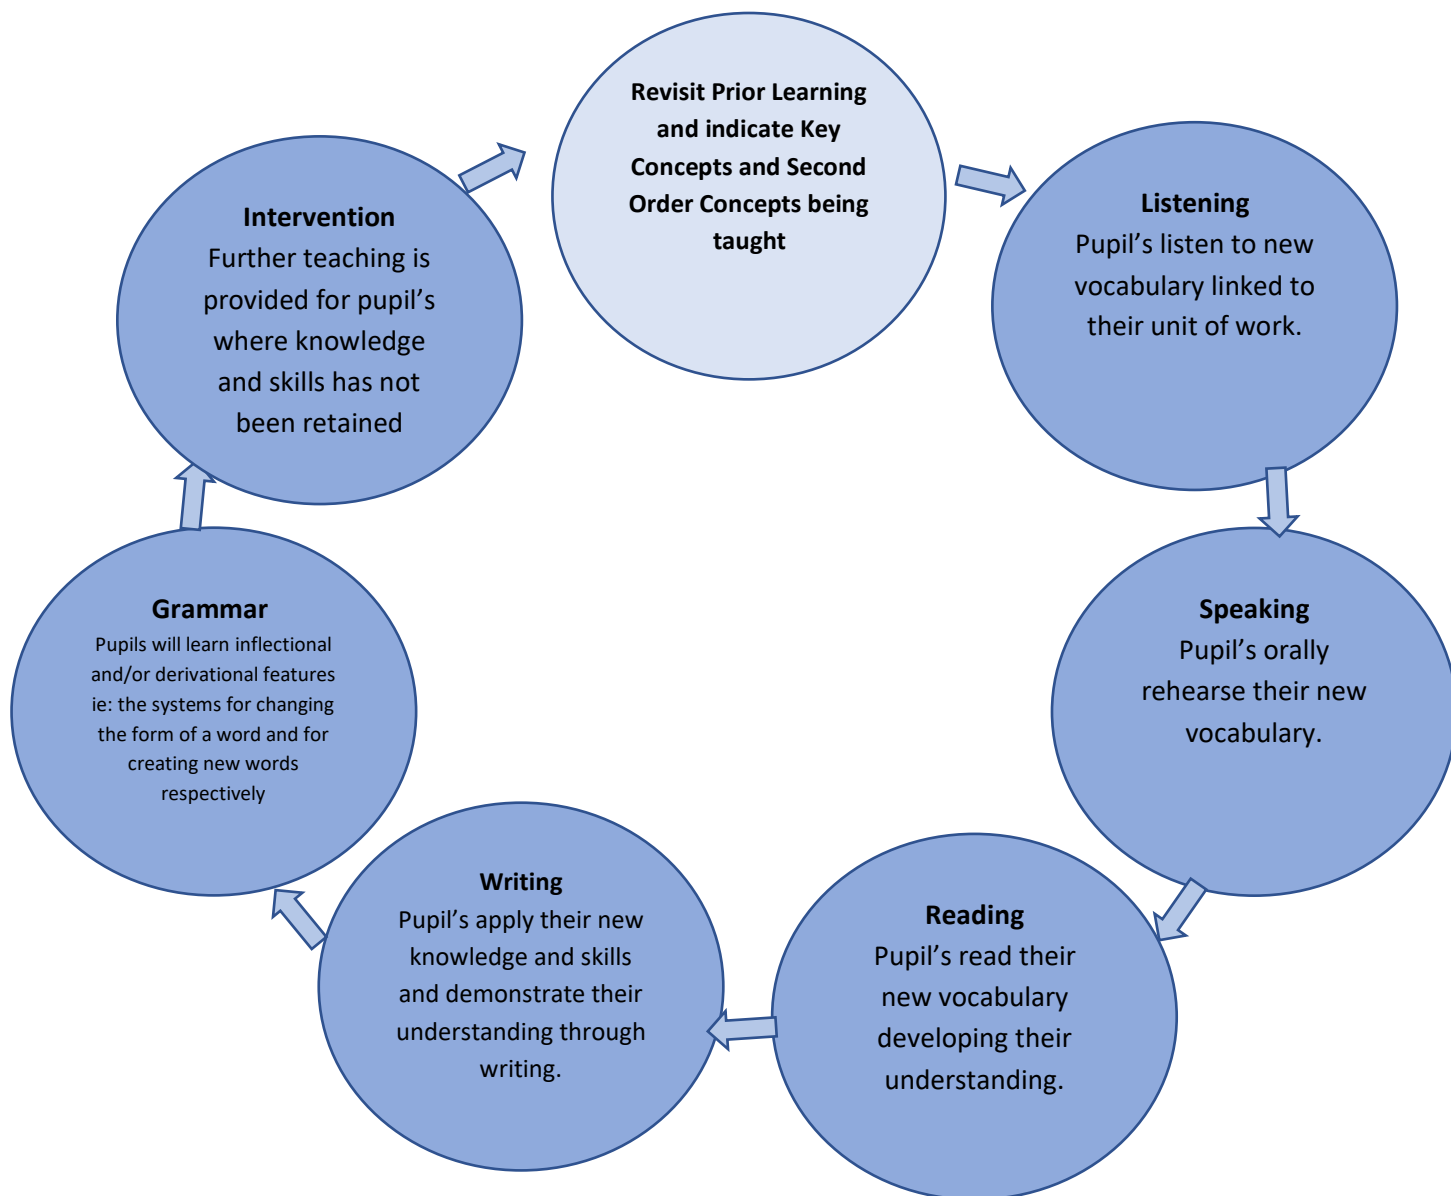 Revisit Prior Learning
and indicate Key
Concepts and Second
Order Concepts being
taught
Listening
Pupil’s listen to new
vocabulary linked to
their unit of work.
Speaking
Pupil’s orally
rehearse their new
vocabulary.
Reading
Pupil’s read their
new vocabulary
developing their
understanding.
Writing
Pupil’s apply their new
knowledge and skills
and demonstrate their
understanding through
writing.
Grammar
Pupils will learn inflectional
and/or derivational features
ie: the systems for changing
the form of a word and for
creating new words
respectively
Intervention
Further teaching is
provided for pupil’s
where knowledge
and skills has not
been retained